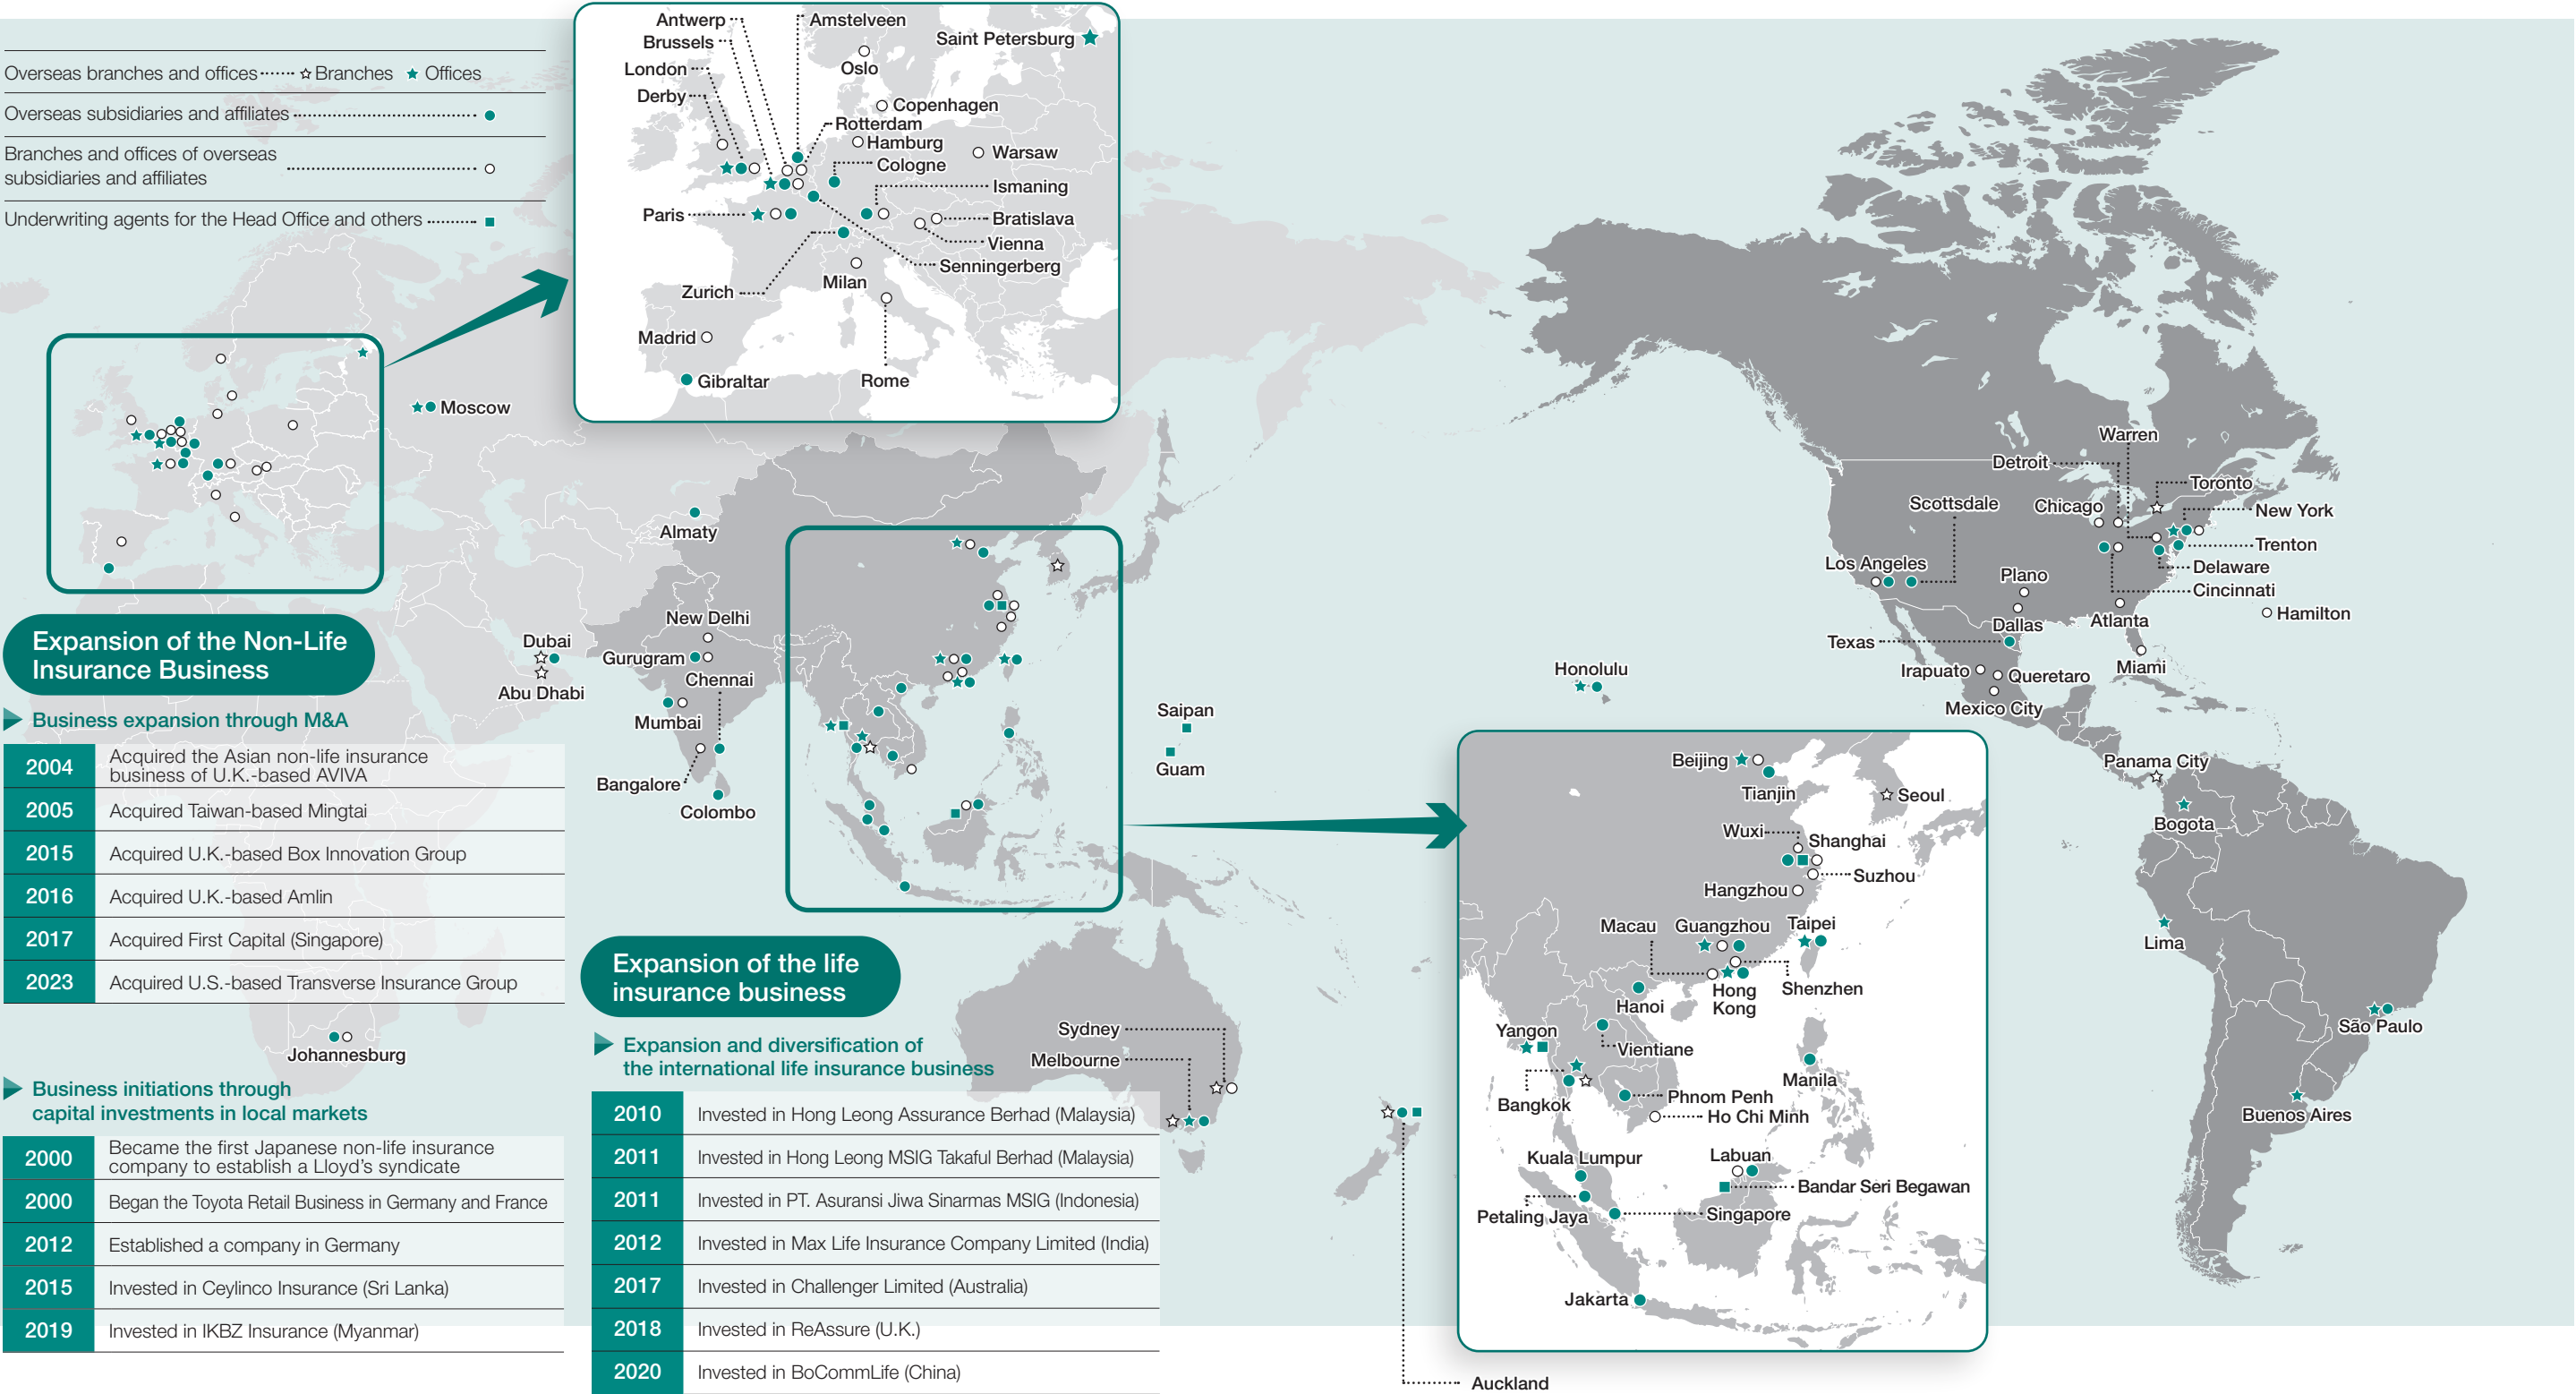 Overseas branches and offices ☆ Branches ★ Offices
Overseas subsidiaries and affiliates
Branches and offices of overseas
subsidiaries and affiliates
Underwriting agents for the Head Office and others
Antwerp
Brussels
London
Derby
Amstelveen
Oslo
Saint Petersburg
Copenhagen
Rotterdam
Hamburg
Cologne
Warsaw
Ismaning
Paris
Bratislava
Vienna
Senningerberg
Milan
Zurich
Madrid
Gibraltar
Rome
Moscow
Almaty
New Delhi
Gurugram
Chennai
Mumbai
Bangalore
Colombo
Dubai
Abu Dhabi
Johannesburg
Saipan
Guam
Honolulu
Sydney
Melbourne
Auckland
Warren
Detroit
Toronto
Scottsdale
Chicago
New York
Trenton
Los Angeles
Delaware
Plano
Cincinnati
Hamilton
Dallas
Atlanta
Texas
Miami
Irapuato
Queretaro
Mexico City
Panama City
Bogota
Lima
São Paulo
Buenos Aires
Beijing
Tianjin
Seoul
Wuxi
Shanghai
Suzhou
Hangzhou
Macau
Guangzhou
Taipei
Hong
Kong
Shenzhen
Hanoi
Yangon
Vientiane
Manila
Bangkok
Phnom Penh
Ho Chi Minh
Kuala Lumpur
Labuan
Bandar Seri Begawan
Petaling Jaya
Singapore
Jakarta
Expansion of the Non-Life
Insurance Business
Business expansion through M&A
2004 Acquired the Asian non-life insurance
business of U.K.-based AVIVA
2005 Acquired Taiwan-based Mingtai
2015 Acquired U.K.-based Box Innovation Group
2016 Acquired U.K.-based Amlin
2017 Acquired First Capital (Singapore)
2023 Acquired U.S.-based Transverse Insurance Group
Business initiations through
capital investments in local markets
2000 Became the first Japanese non-life insurance
company to establish a Lloyd's syndicate
2000 Began the Toyota Retail Business in Germany and France
2012 Established a company in Germany
2015 Invested in Ceylinco Insurance (Sri Lanka)
2019 Invested in IKBZ Insurance (Myanmar)
Expansion of the life
insurance business
Expansion and diversification of
the international life insurance business
2010 Invested in Hong Leong Assurance Berhad (Malaysia)
2011 Invested in Hong Leong MSIG Takaful Berhad (Malaysia)
2011 Invested in PT. Asuransi Jiwa Sinarmas MSIG (Indonesia)
2012 Invested in Max Life Insurance Company Limited (India)
2017 Invested in Challenger Limited (Australia)
2018 Invested in ReAssure (U.K.)
2020 Invested in BoCommLife (China)